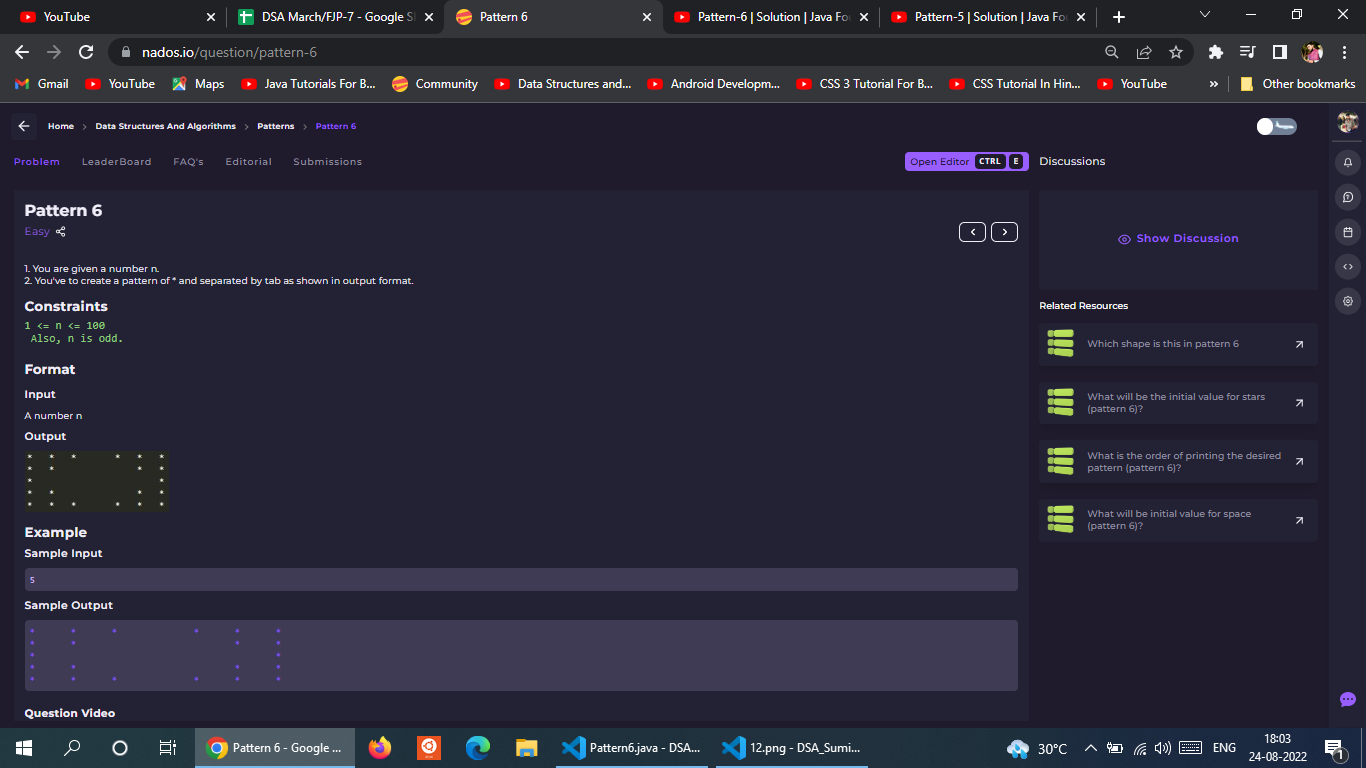 YouTube
DSA March/FJP-7 - Google S
Pattern 6
Pattern-6 | Solution | Java Fo
Pattern-5 | Solution | Java Fo
nados.io/question/pattern-6
Gmail
YouTube
Maps
Java Tutorials For B...
Community
Data Structures and...
Android Developm...
CSS 3 Tutorial For B...
CSS Tutorial In Hin...
YouTube
»
Other bookmarks
Home > Data Structures And Algorithms > Patterns > Pattern 6
Problem LeaderBoard FAQ's Editorial Submissions
Open Editor CTRL E
Discussions
Pattern 6
Easy
1. You are given a number n.
2. You've to create a pattern of * and separated by tab as shown in output format.
Constraints
1 <= n <= 100
Also, n is odd.
Format
Input
A number n
Output
* * *   * * *
* *       * *
*           *
* *       * *
* * *   * * *
Example
Sample Input
5
Sample Output
* * *   * * *
* *       * *
*           *
* *       * *
* * *   * * *
Question Video
Show Discussion
Related Resources
Which shape is this in pattern 6
What will be the initial value for stars
(pattern 6)?
What is the order of printing the desired
pattern (pattern 6)?
What will be initial value for space
(pattern 6)?
Pattern 6 - Google ...
Pattern6.java - DSA...
12.png - DSA_Sumi...
30°C
ENG
18:03
24-08-2022
1